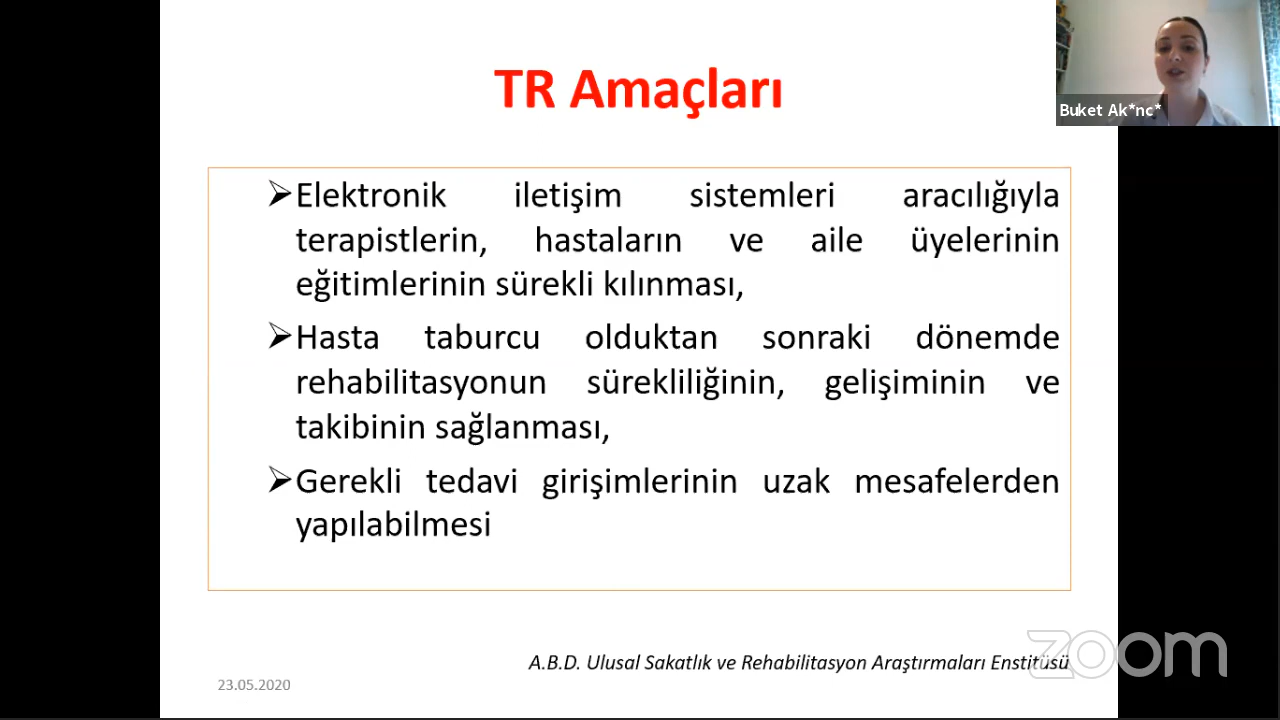 TR Amaçları
Buket Ak*nc*
➢Elektronik iletişim sistemleri aracılığıyla
terapistlerin, hastaların ve aile üyelerinin
eğitimlerinin sürekli kılınması,
➢Hasta taburcu olduktan sonraki dönemde
rehabilitasyonun sürekliliğinin, gelişiminin ve
takibinin sağlanması,
➢Gerekli tedavi girişimlerinin uzak mesafelerden
yapılabilmesi
A.B.D. Ulusal Sakatlık ve Rehabilitasyon Araştırmaları Enstitüsü
zoom
23.05.2020